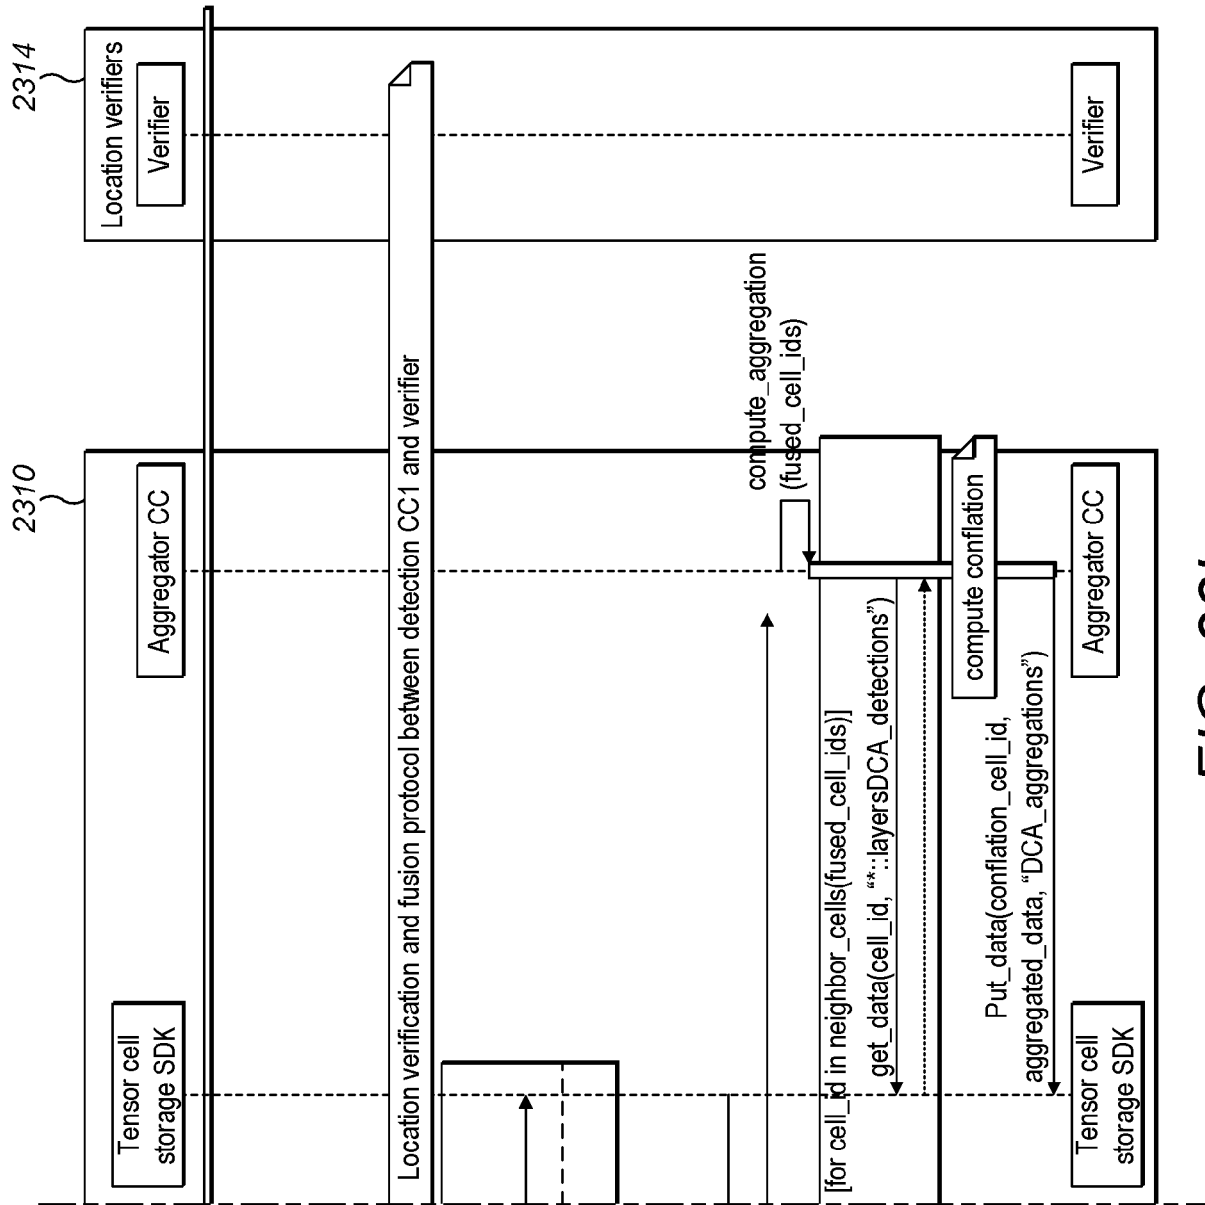 2310
2314
Location verifiers
Tensor cell
storage SDK
Aggregator CC
Verifier
Location verification and fusion protocol between detection CC1 and verifier
compute_aggregation
(fused_cell_ids)
[for cell_id in neighbor_cells(fused_cell_ids)]
get_data(cell_id, “*::layersDCA_detections”)
compute conflation
Put_data(conflation_cell_id,
aggregated_data, “DCA_aggregations”)
Tensor cell
storage SDK
Aggregator CC
Verifier